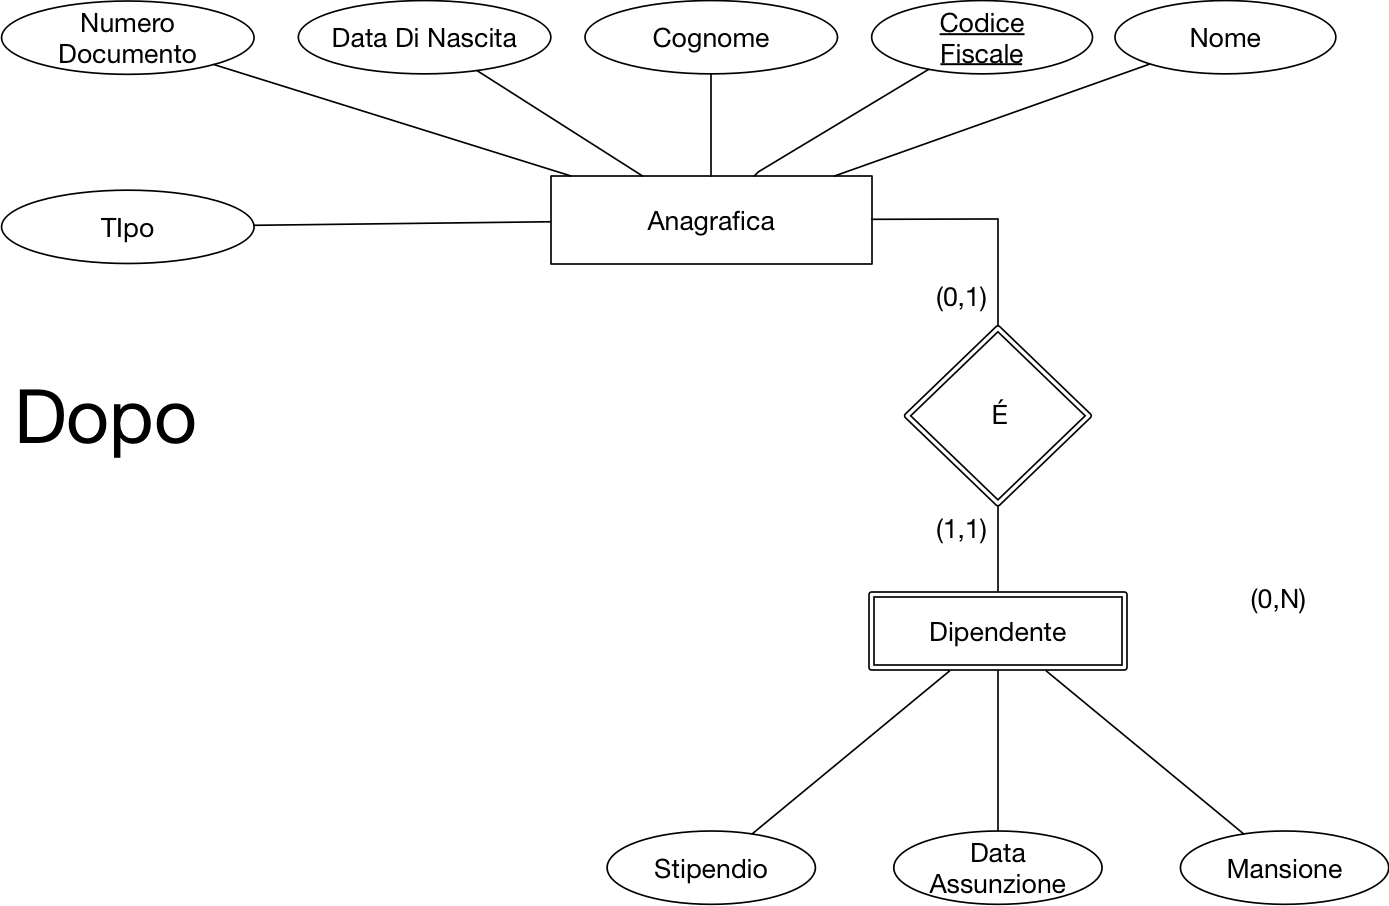 Numero
Documento
Data Di Nascita
Cognome
Codice
Fiscale
Nome
TIpo
Anagrafica
(0,1)
Dopo
É
(1,1)
(0,N)
Dipendente
Stipendio
Data
Assunzione
Mansione